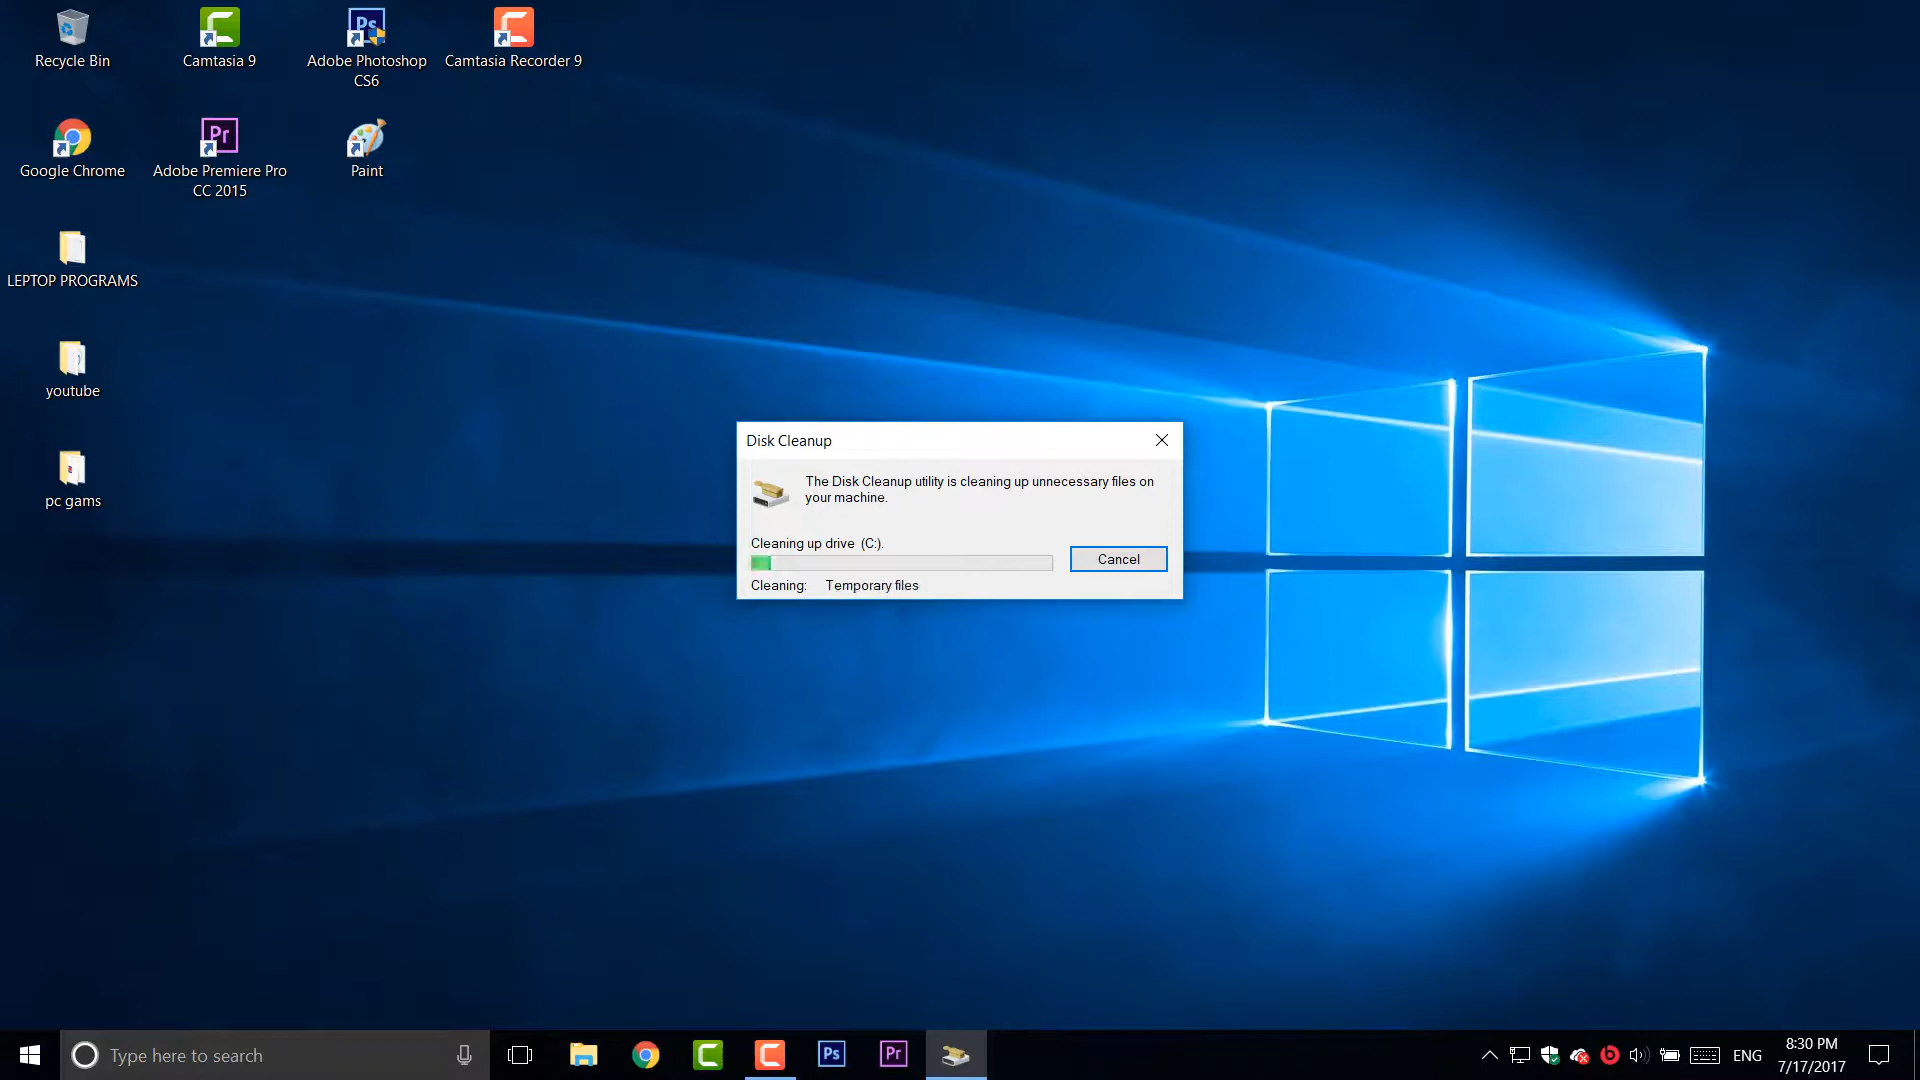 Recycle Bin
Camtasia 9
Ps
Adobe Photoshop
CS6
Camtasia Recorder 9
Google Chrome
Pr
Adobe Premiere Pro
CC 2015
Paint
LEPTOP PROGRAMS
youtube
pc gams
Disk Cleanup
The Disk Cleanup utility is cleaning up unnecessary files on
your machine.
Cleaning up drive (C:).
Cancel
Cleaning: Temporary files
Type here to search
Ps
Pr
ENG
8:30 PM
7/17/2017